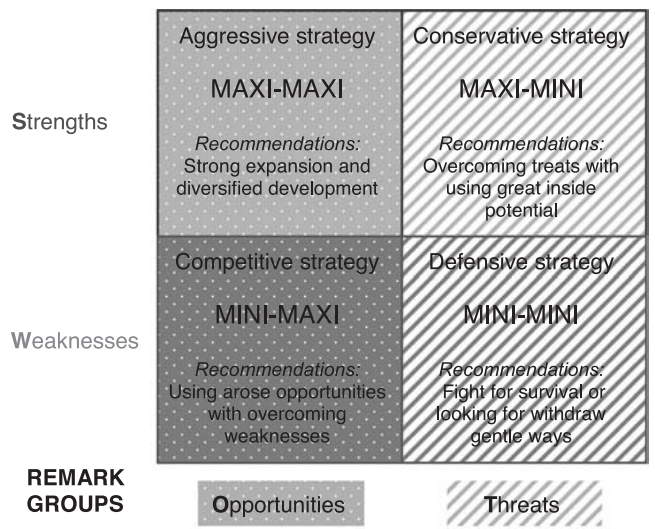 Aggressive strategy
MAXI-MAXI
Recommendations:
Strong expansion and
diversified development
Conservative strategy
MAXI-MINI
Recommendations:
Overcoming treats with
using great inside
potential
Strengths
Competitive strategy
MINI-MAXI
Recommendations:
Using arose opportunities
with overcoming
weaknesses
Defensive strategy
MINI-MINI
Recommendations:
Fight for survival or
looking for withdraw
gentle ways
Weaknesses
REMARK
GROUPS
Opportunities
Threats